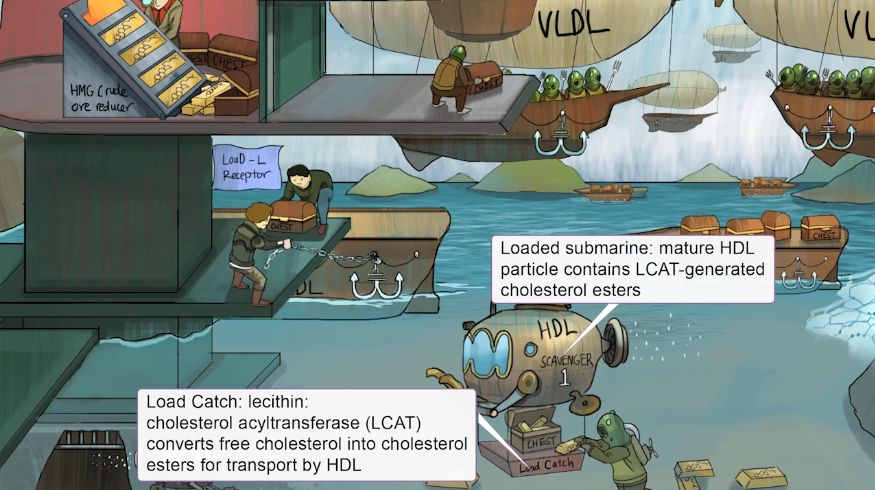 VLDL
VL
CHEST
CHEST
HMG Crude
ore reducer
CHEST
LoaD-L
Receptor
CHEST
CHEST
DL
Loaded submarine: mature HDL
particle contains LCAT-generated
cholesterol esters
HDL
SCAVENGER
1
Load Catch: lecithin:
cholesterol acyltransferase (LCAT)
converts free cholesterol into cholesterol
esters for transport by HDL
CHEST
Load Catch